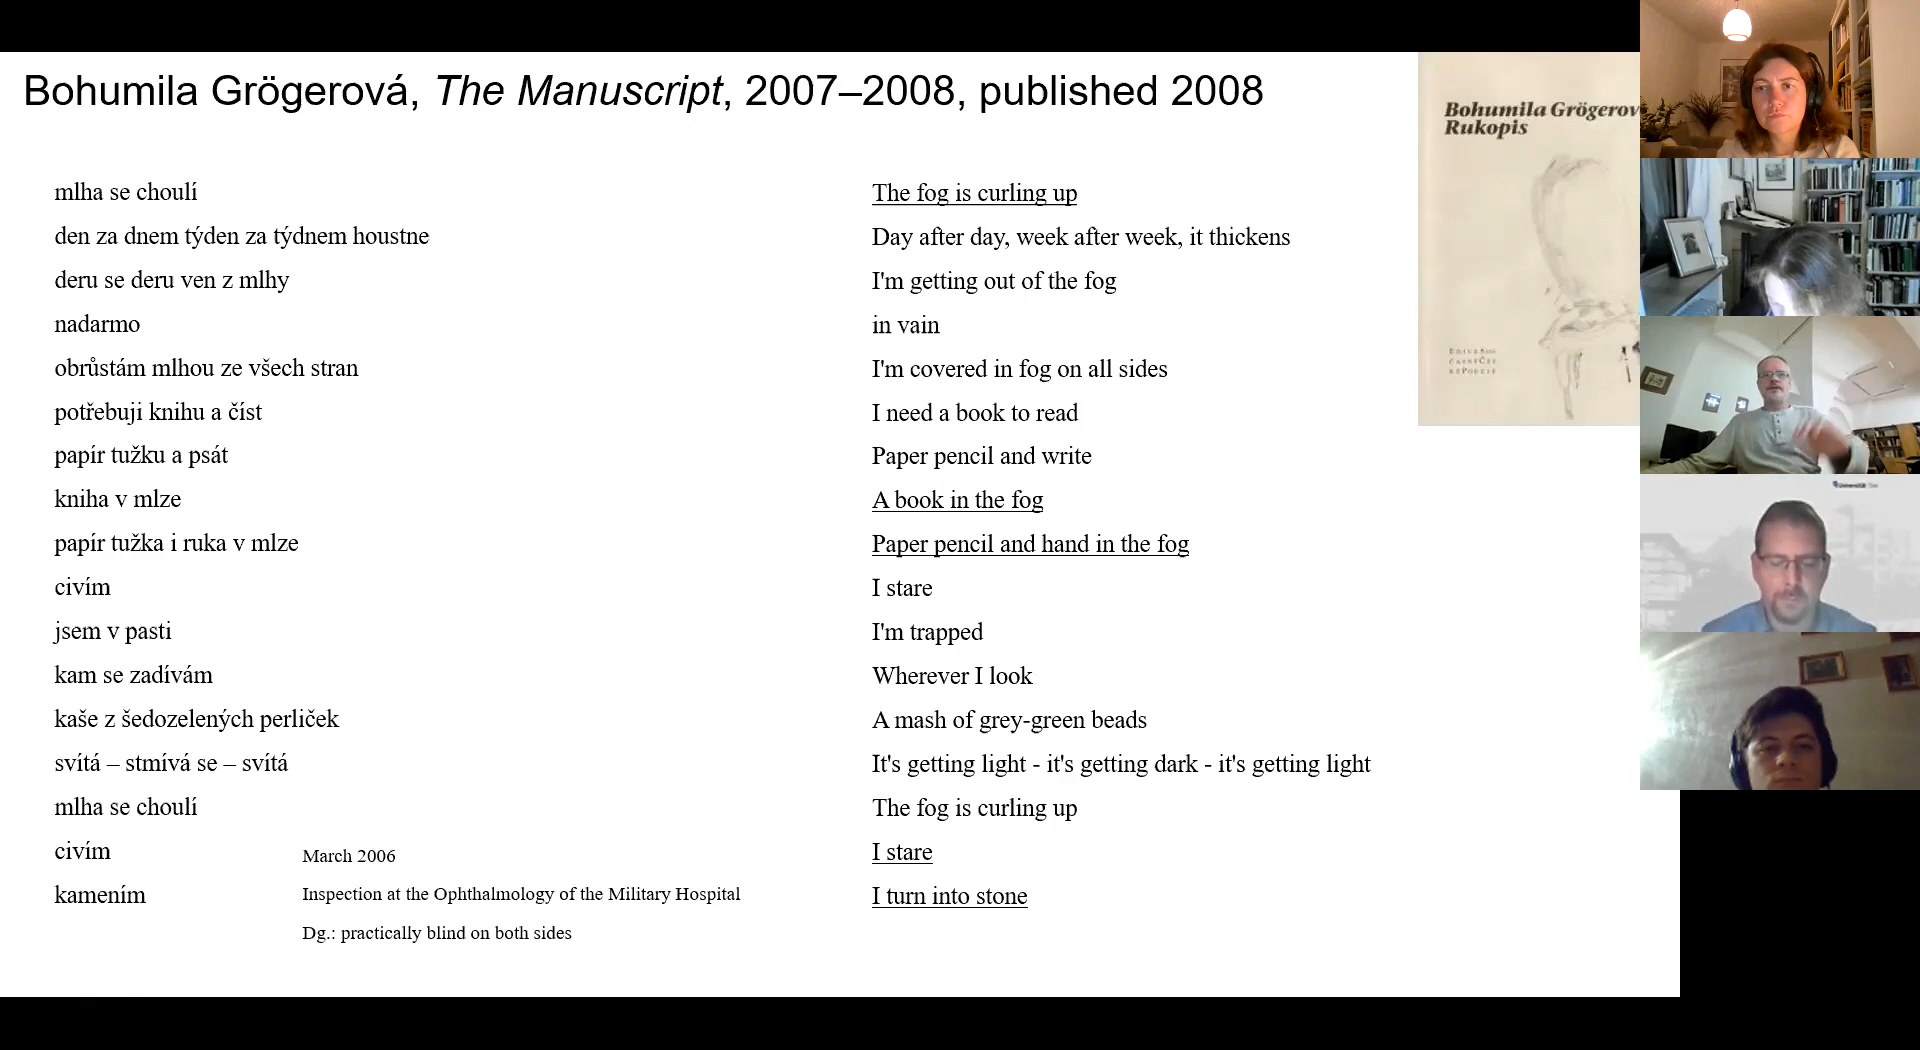 Bohumila Grögerová, The Manuscript, 2007–2008, published 2008
mlha se choulí
den za dnem týden za týdnem houstne
deru se deru ven z mlhy
nadarmo
obrůstám mlhou ze všech stran
potřebuji knihu a číst
papír tužku a psát
kniha v mlze
papír tužka i ruka v mlze
civím
jsem v pasti
kam se zadívám
kaše z šedozelených perliček
svítá – stmívá se – svítá
mlha se choulí
civím
kamením
March 2006
Inspection at the Ophthalmology of the Military Hospital
Dg.: practically blind on both sides
The fog is curling up
Day after day, week after week, it thickens
I'm getting out of the fog
in vain
I'm covered in fog on all sides
I need a book to read
Paper pencil and write
A book in the fog
Paper pencil and hand in the fog
I stare
I'm trapped
Wherever I look
A mash of grey-green beads
It's getting light - it's getting dark - it's getting light
The fog is curling up
I stare
I turn into stone
Bohumila Grögerov
Rukopis